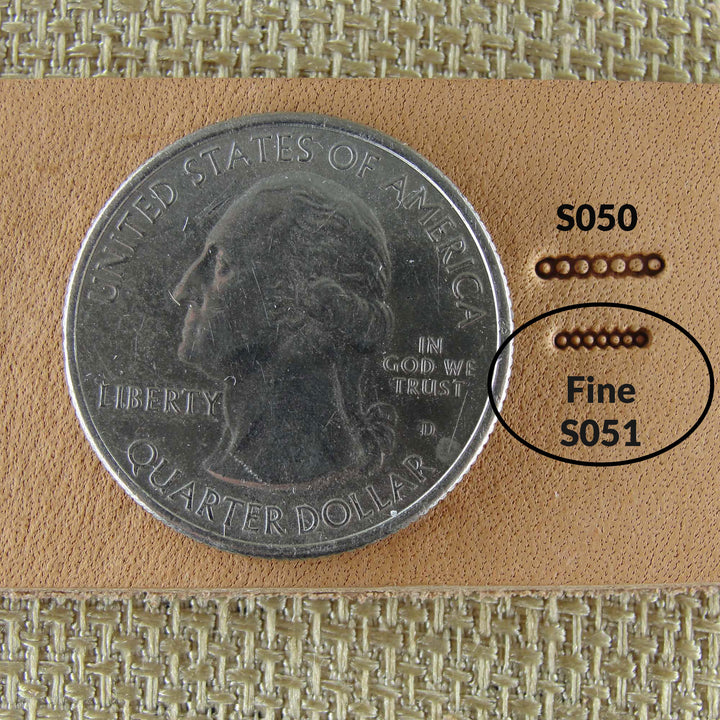 UNITED STATES OF AMERICA
LIBERTY
IN
GOD WE
TRUST
D
QUARTER DOLLAR
S050
Fine
S051